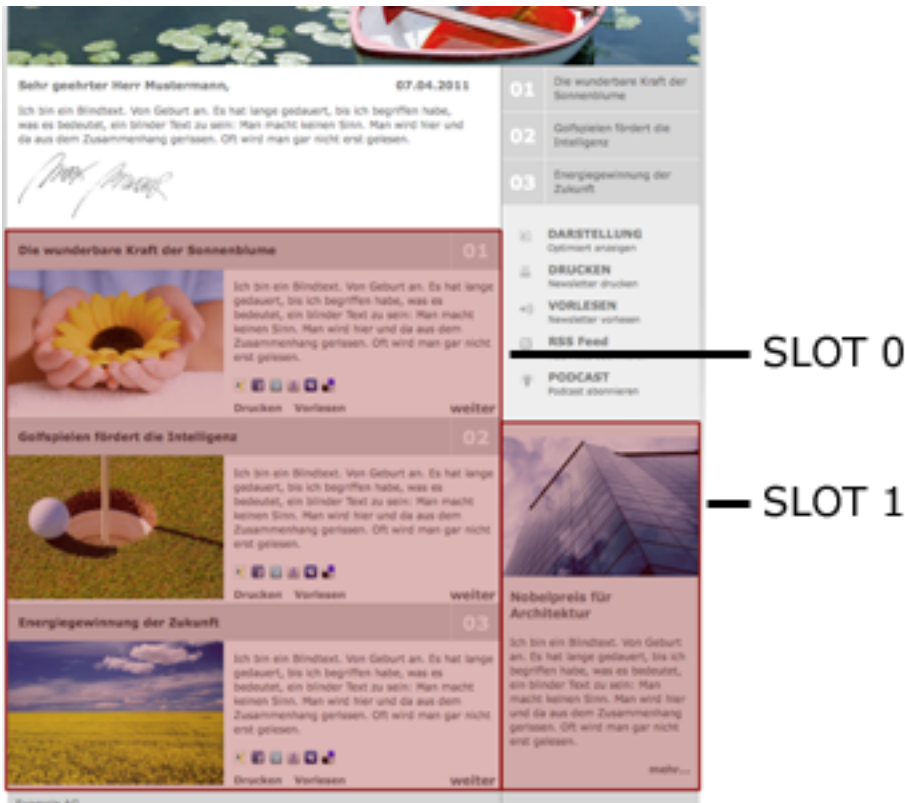 Sehr geehrter Herr Mustermann,
07.04.2011
Ich bin ein Blindtext. Von Geburt an. Es hat lange gedauert, bis ich begriffen habe,
was es bedeutet, ein blinder Text zu sein: Man macht keinen Sinn. Man wird hier und
da aus dem Zusammenhang gerissen. Oft wird man gar nicht erst gelesen.
01
Die wunderbare Kraft der
Sonnenblume
02
Golfspielen fördert die
Intelligenz
03
Energiegewinnung der
Zukunft
DARSTELLUNG
Optimiert anzeigen
DRUCKEN
Newsletter drucken
VORLESEN
Newsletter vorlesen
RSS Feed
PODCAST
Podcast abonnieren
Die wunderbare Kraft der Sonnenblume
01
Ich bin ein Blindtext. Von Geburt an. Es hat lange
gedauert, bis ich begriffen habe, was es
bedeutet, ein blinder Text zu sein: Man macht
keinen Sinn. Man wird hier und da aus dem
Zusammenhang gerissen. Oft wird man gar nicht
erst gelesen.
Drucken Vorlesen
weiter
Golfspielen fördert die Intelligenz
02
Ich bin ein Blindtext. Von Geburt an. Es hat lange
gedauert, bis ich begriffen habe, was es
bedeutet, ein blinder Text zu sein: Man macht
keinen Sinn. Man wird hier und da aus dem
Zusammenhang gerissen. Oft wird man gar nicht
erst gelesen.
Drucken Vorlesen
weiter
Energiegewinnung der Zukunft
03
Ich bin ein Blindtext. Von Geburt an. Es hat lange
gedauert, bis ich begriffen habe, was es
bedeutet, ein blinder Text zu sein: Man macht
keinen Sinn. Man wird hier und da aus dem
Zusammenhang gerissen. Oft wird man gar nicht
erst gelesen.
Drucken Vorlesen
weiter
Nobelpreis für
Architektur
Ich bin ein Blindtext. Von Geburt
an. Es hat lange gedauert, bis ich
begriffen habe, was es bedeutet,
ein blinder Text zu sein: Man
macht keinen Sinn. Man wird hier
und da aus dem Zusammenhang
gerissen. Oft wird man gar nicht
erst gelesen.
mehr...
SLOT 0
SLOT 1